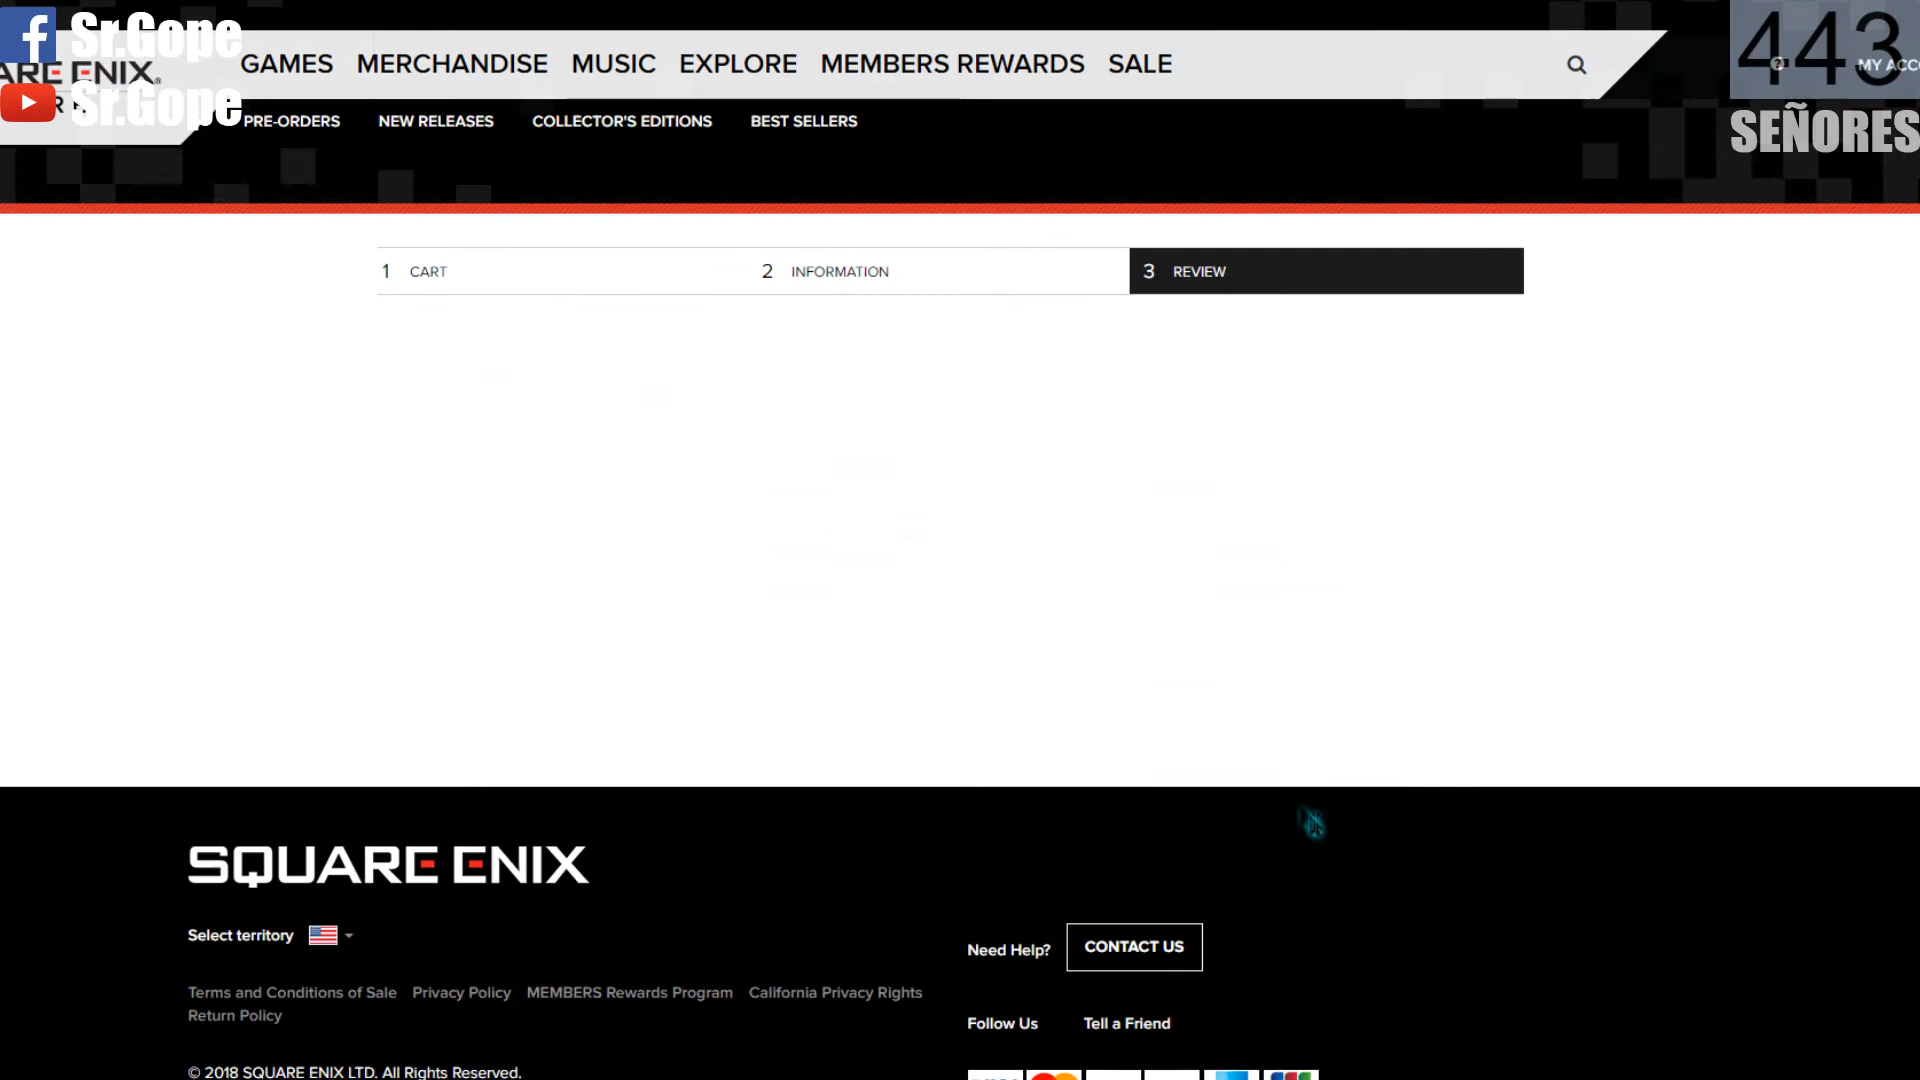 Sr.Gope
443
ARE ENIX
GAMES MERCHANDISE MUSIC EXPLORE MEMBERS REWARDS SALE
MY ACCO
Sr.Gope
PRE-ORDERS NEW RELEASES COLLECTOR'S EDITIONS BEST SELLERS
SEÑORES
1 CART 2 INFORMATION 3 REVIEW
SQUARE ENIX
Select territory
Need Help? CONTACT US
Terms and Conditions of Sale Privacy Policy MEMBERS Rewards Program California Privacy Rights
Return Policy
Follow Us Tell a Friend
© 2018 SQUARE ENIX LTD. All Rights Reserved.